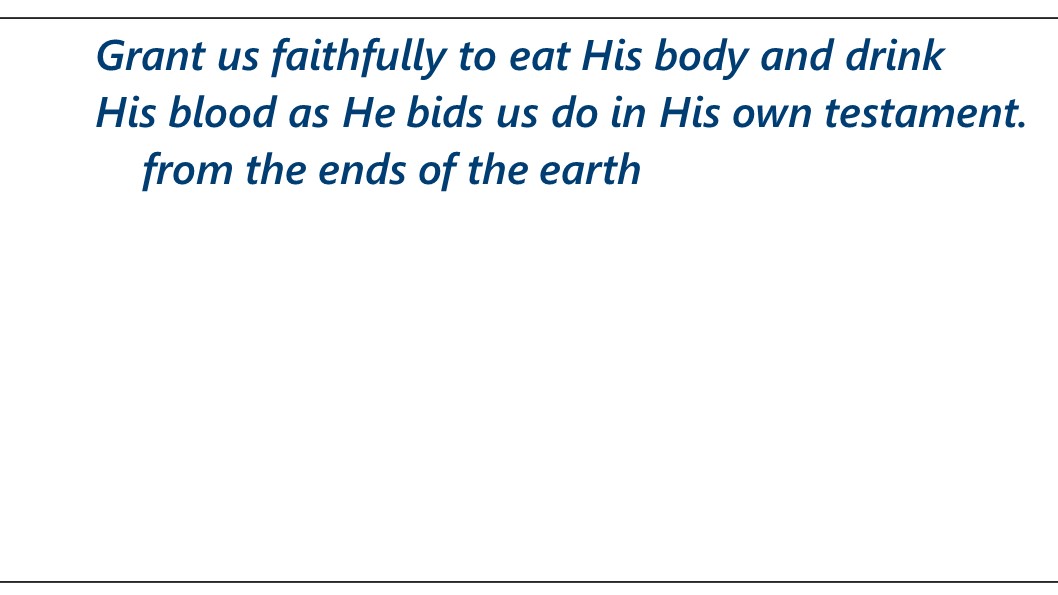 Grant us faithfully to eat His body and drink
His blood as He bids us do in His own testament.
from the ends of the earth